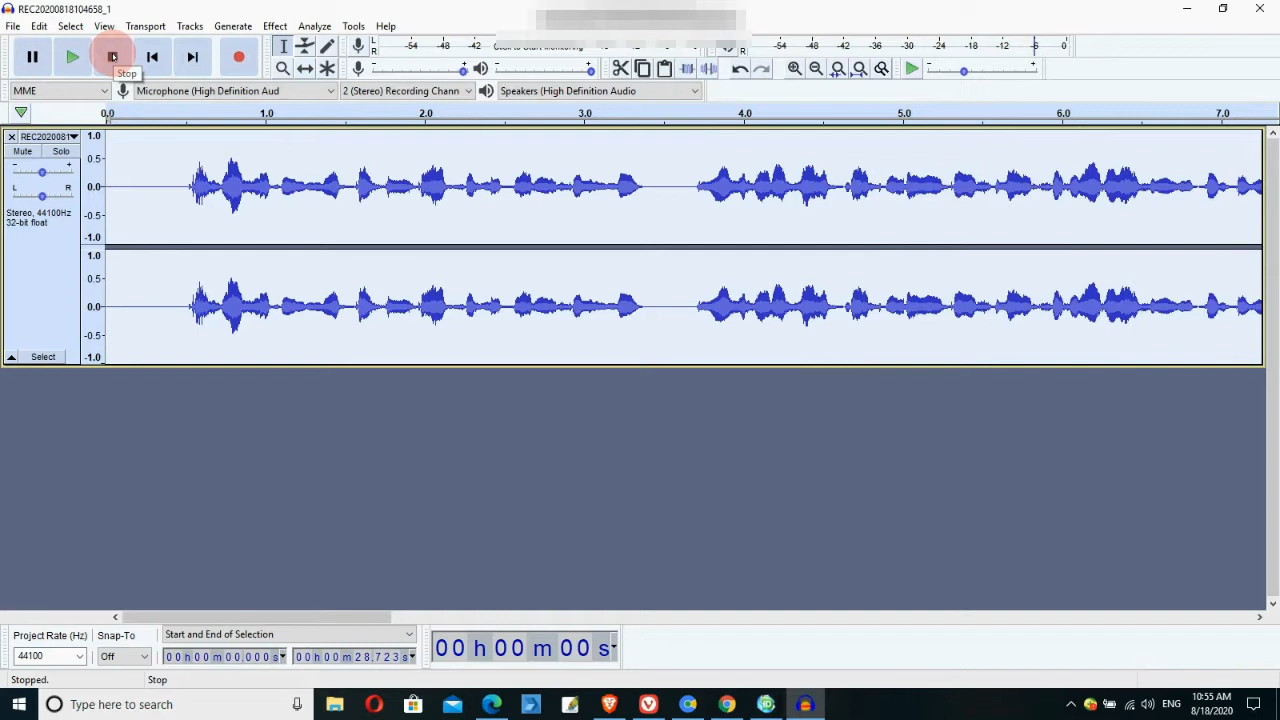 REC20200818104658_1
File Edit Select View Transport Tracks Generate Effect Analyze Tools Help
L
R
-54 -48 -42
Click to Start Monitoring
R
-54 -48 -42 -36 -30 -24 -18 -12 -6 0
Stop
MME
Microphone (High Definition Aud
2 (Stereo) Recording Chann
Speakers (High Definition Audio
0.0 1.0 2.0 3.0 4.0 5.0 6.0 7.0
REC2020081
Mute Solo
- +
L R
Stereo, 44100Hz
32-bit float
Select
1.0
0.5
0.0
-0.5
-1.0
1.0
0.5
0.0
-0.5
-1.0
Project Rate (Hz) Snap-To Start and End of Selection
44100 Off 00h00m00.000s 00h00m28.723s
00h00m00s
Stopped. Stop
Type here to search
ENG
10:55 AM
8/18/2020